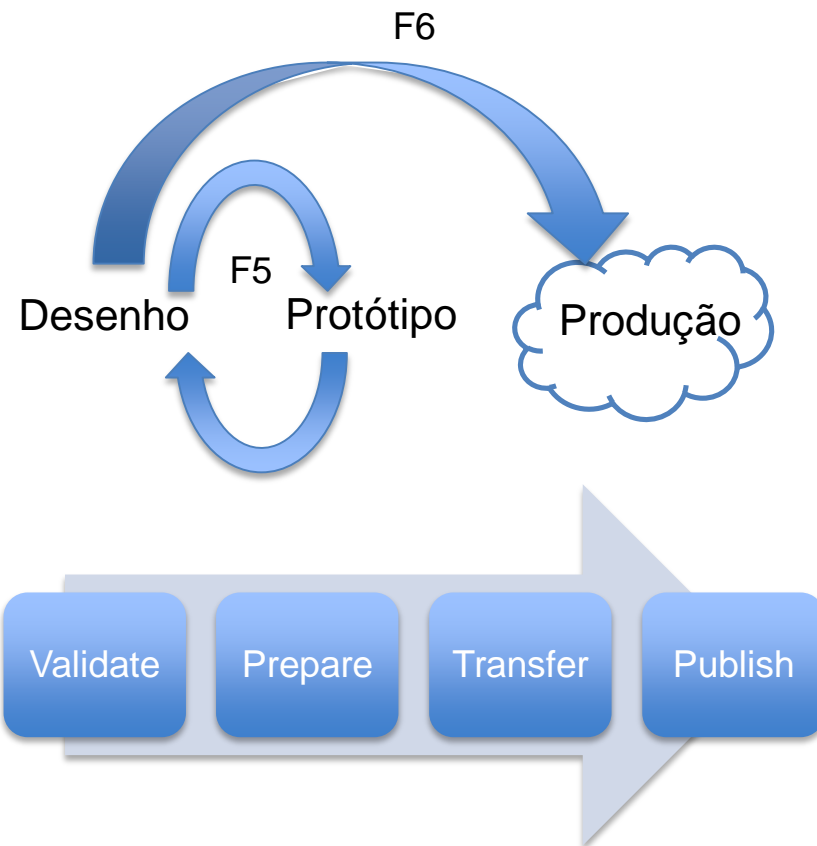 F6
F5
Desenho
Protótipo
Produção
Validate
Prepare
Transfer
Publish